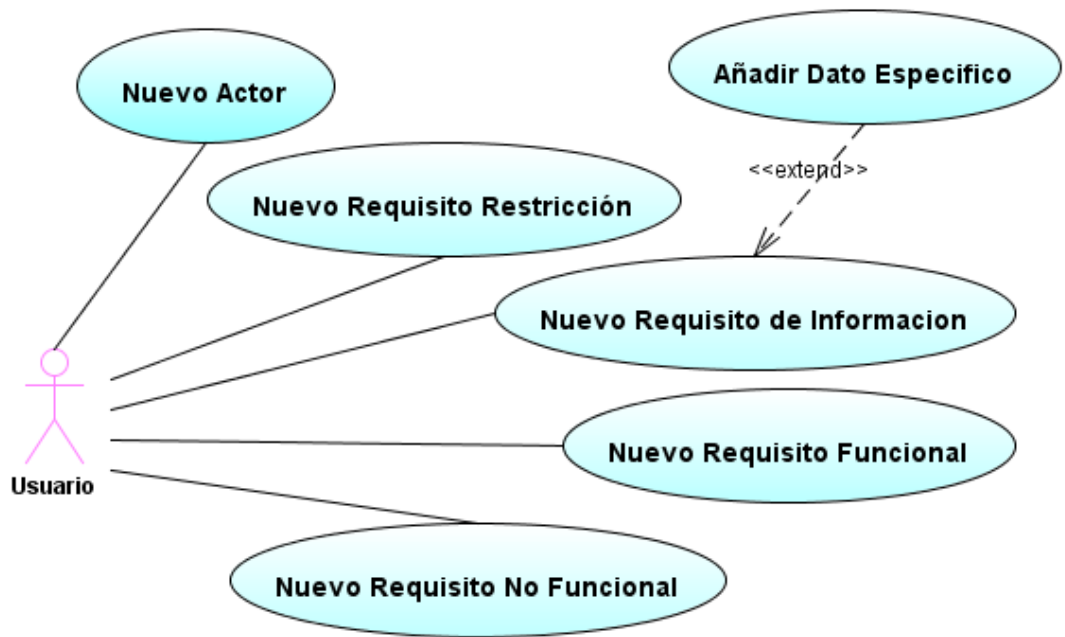 Añadir Dato Especifico
Nuevo Actor
<<extend>>
Nuevo Requisito Restricción
Nuevo Requisito de Informacion
Nuevo Requisito Funcional
Usuario
Nuevo Requisito No Funcional